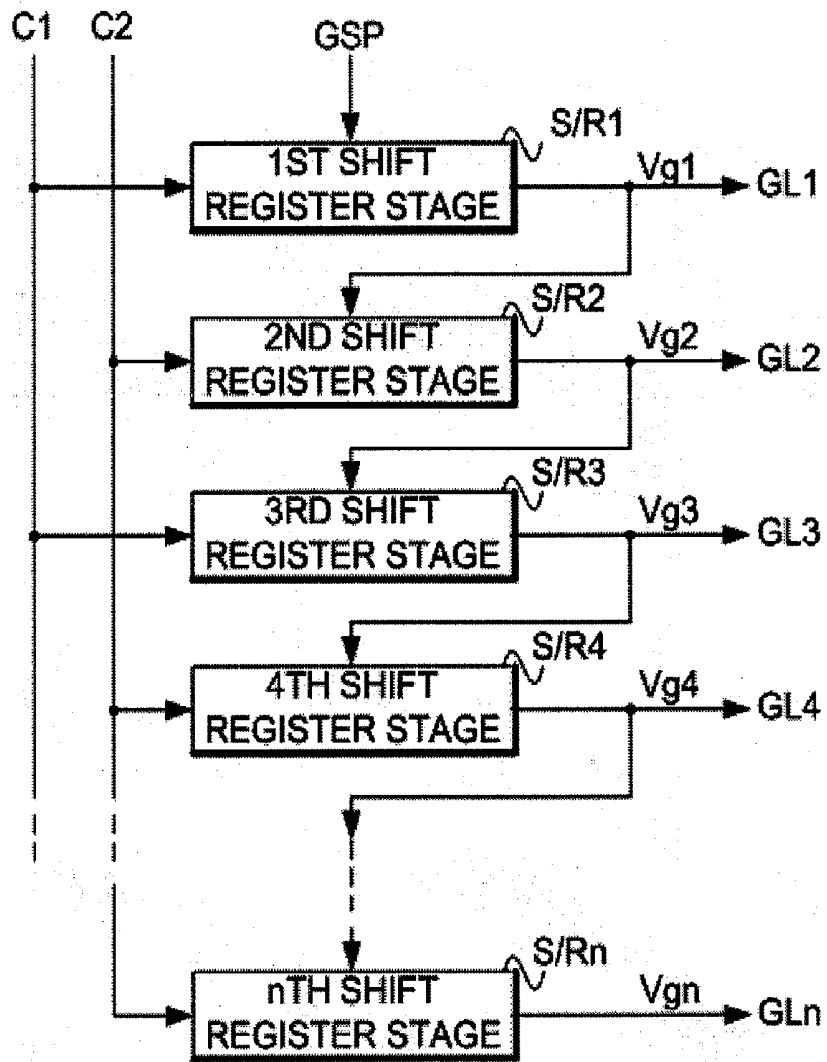 C1 C2 GSP
S/R1
1ST SHIFT
REGISTER STAGE
Vg1
GL1
S/R2
2ND SHIFT
REGISTER STAGE
Vg2
GL2
S/R3
3RD SHIFT
REGISTER STAGE
Vg3
GL3
S/R4
4TH SHIFT
REGISTER STAGE
Vg4
GL4
S/Rn
nTH SHIFT
REGISTER STAGE
Vgn
GLn